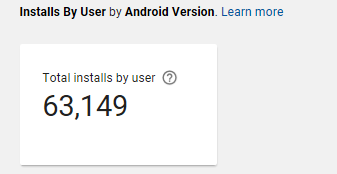 Installs By User by Android Version. Learn more
Total installs by user ?
63,149